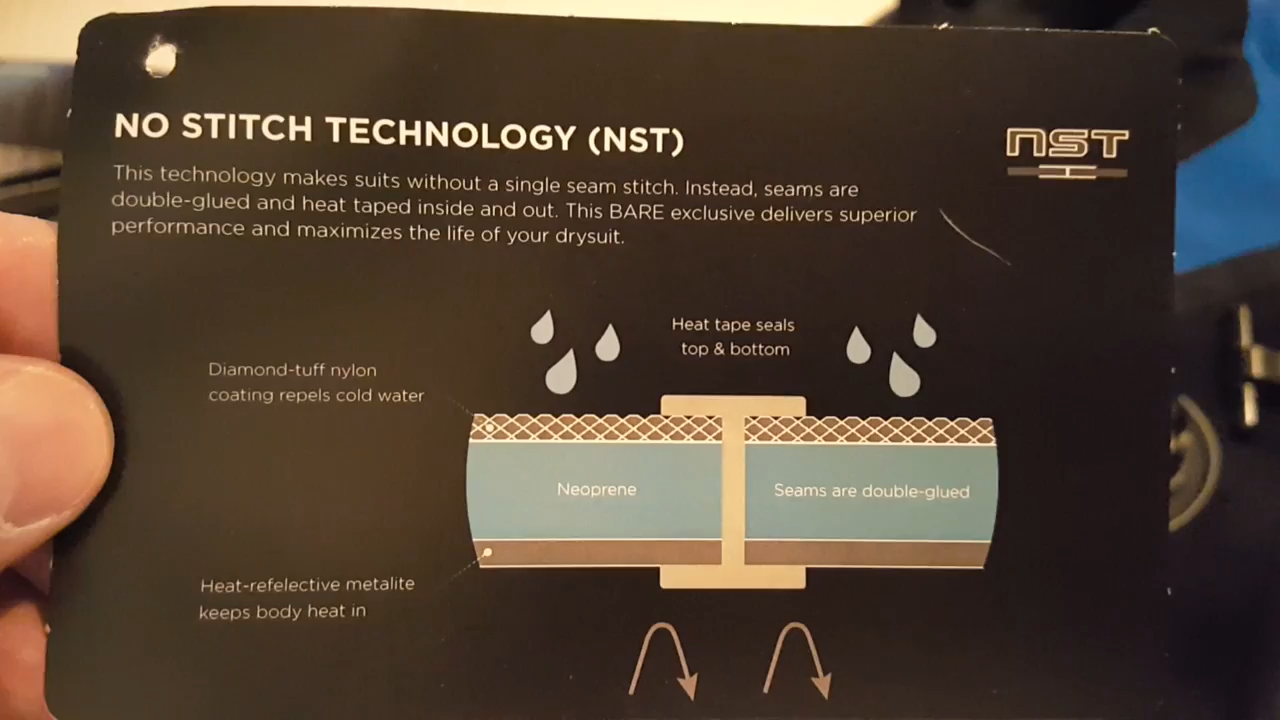 NO STITCH TECHNOLOGY (NST)
NST
This technology makes suits without a single seam stitch. Instead, seams are
double-glued and heat taped inside and out. This BARE exclusive delivers superior
performance and maximizes the life of your drysuit.
Heat tape seals
top & bottom
Diamond-tuff nylon
coating repels cold water
Neoprene
Seams are double-glued
Heat-refelective metalite
keeps body heat in